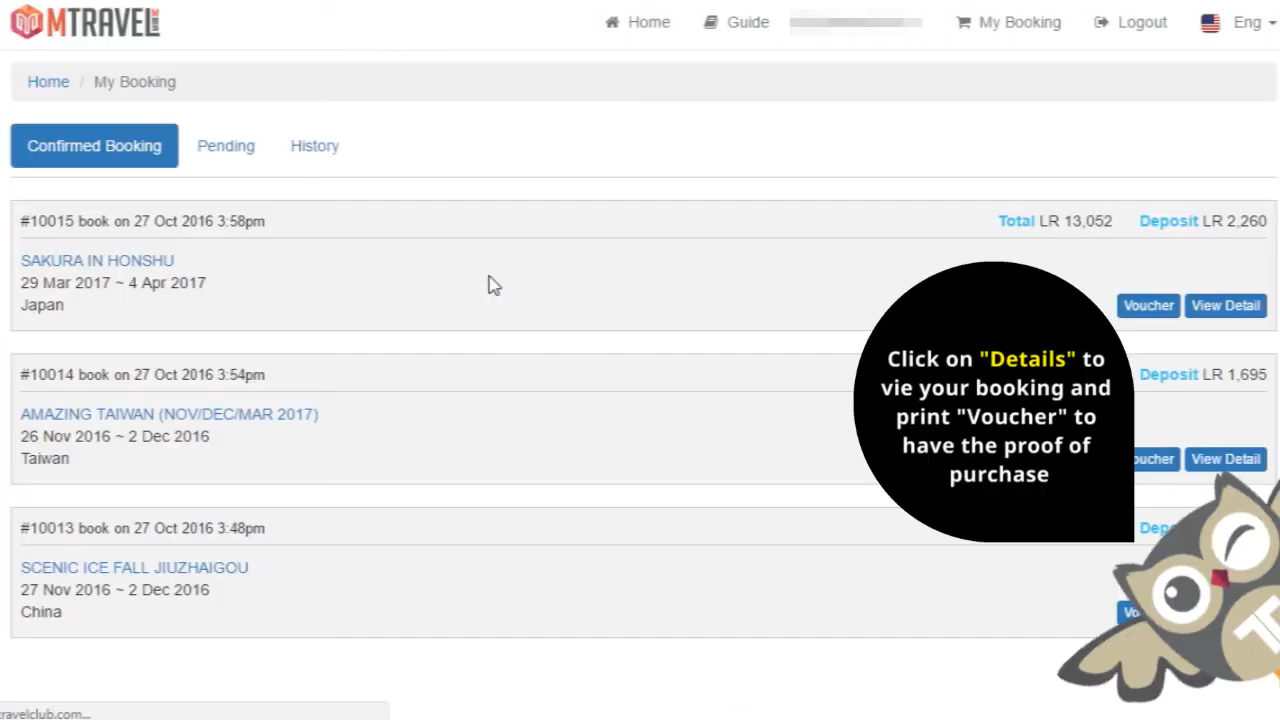 MTRAVEL
Home
Guide
My Booking
Logout
Eng
Home / My Booking
Confirmed Booking
Pending
History
#10015 book on 27 Oct 2016 3:58pm
Total LR 13,052
Deposit LR 2,260
SAKURA IN HONSHU
29 Mar 2017 ~ 4 Apr 2017
Japan
Voucher
View Detail
#10014 book on 27 Oct 2016 3:54pm
Deposit LR 1,695
AMAZING TAIWAN (NOV/DEC/MAR 2017)
26 Nov 2016 ~ 2 Dec 2016
Taiwan
oucher
View Detail
Click on "Details" to
vie your booking and
print "Voucher" to
have the proof of
purchase
#10013 book on 27 Oct 2016 3:48pm
Dep
SCENIC ICE FALL JIUZHAIGOU
27 Nov 2016 ~ 2 Dec 2016
China
Vo
travelclub.com...